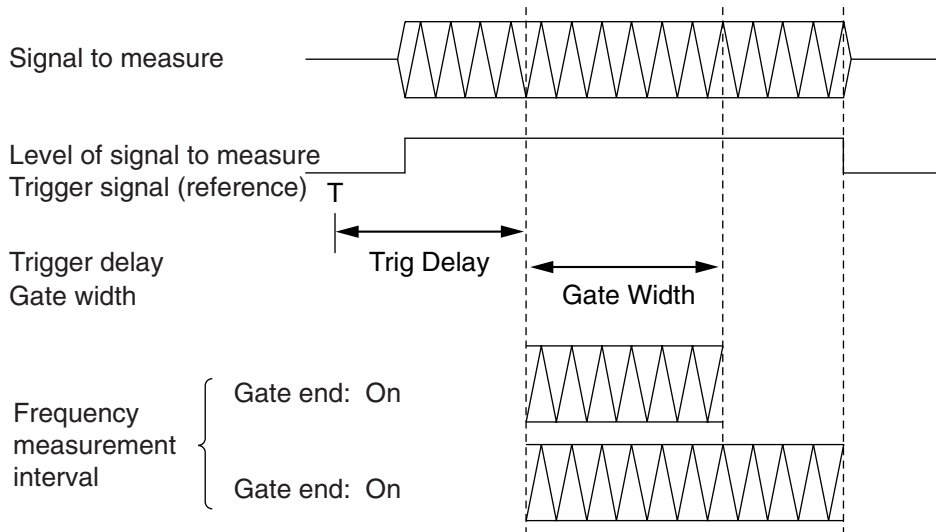 Signal to measure
Level of signal to measure
Trigger signal (reference)
T
Trigger delay
Trig Delay
Gate width
Gate Width
Frequency
measurement
interval
Gate end: On
Gate end: On